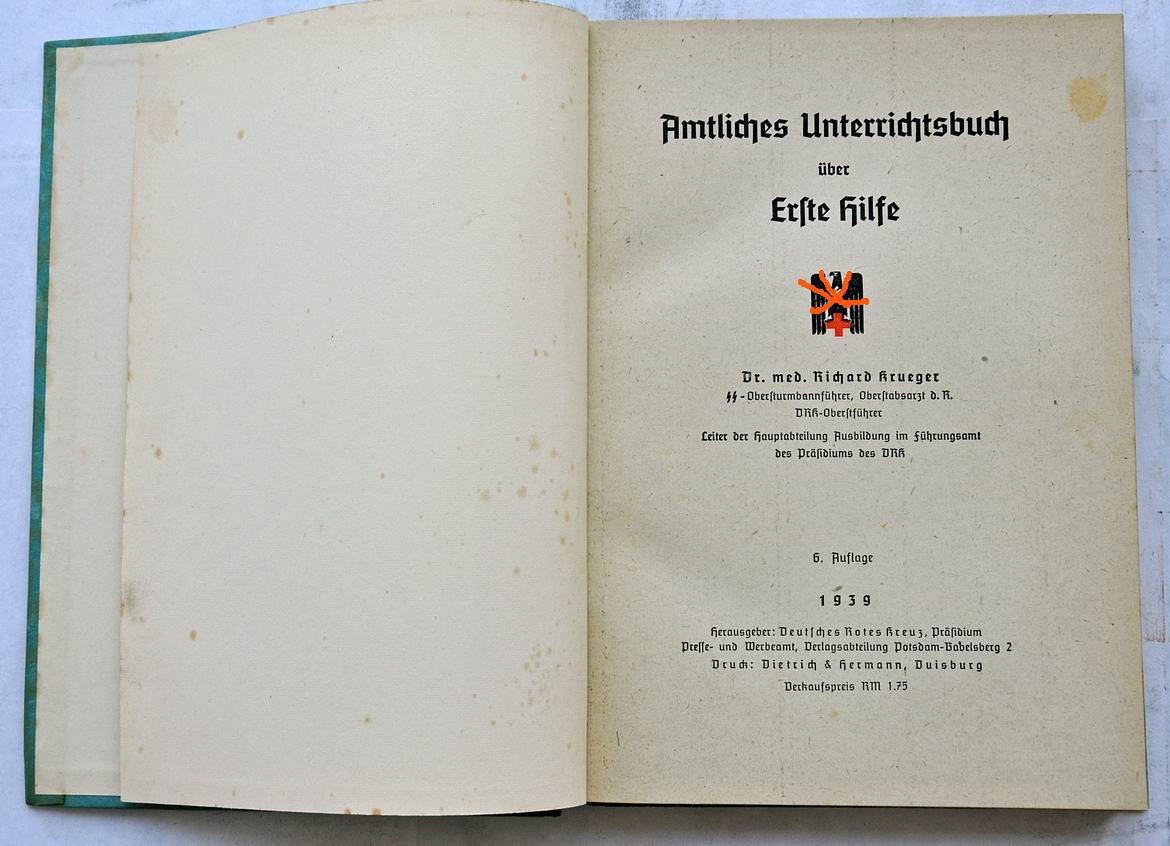 Amtliches Unterrichtsbuch
über
Erste Hilfe
Dr. med. Richard Krueger
SS-Obersturmbannführer, Oberstabsarzt d. R.
DRK-Oberstführer
Leiter der Hauptabteilung Ausbildung im Führungsamt
des Präsidiums des DRK
6. Auflage
1939
Herausgeber: Deutsches Rotes Kreuz, Präsidium
Presse- und Werbeamt, Verlagsabteilung Potsdam-Babelsberg 2
Druck: Dietrich & Hermann, Duisburg
Verkaufspreis RM 1.75